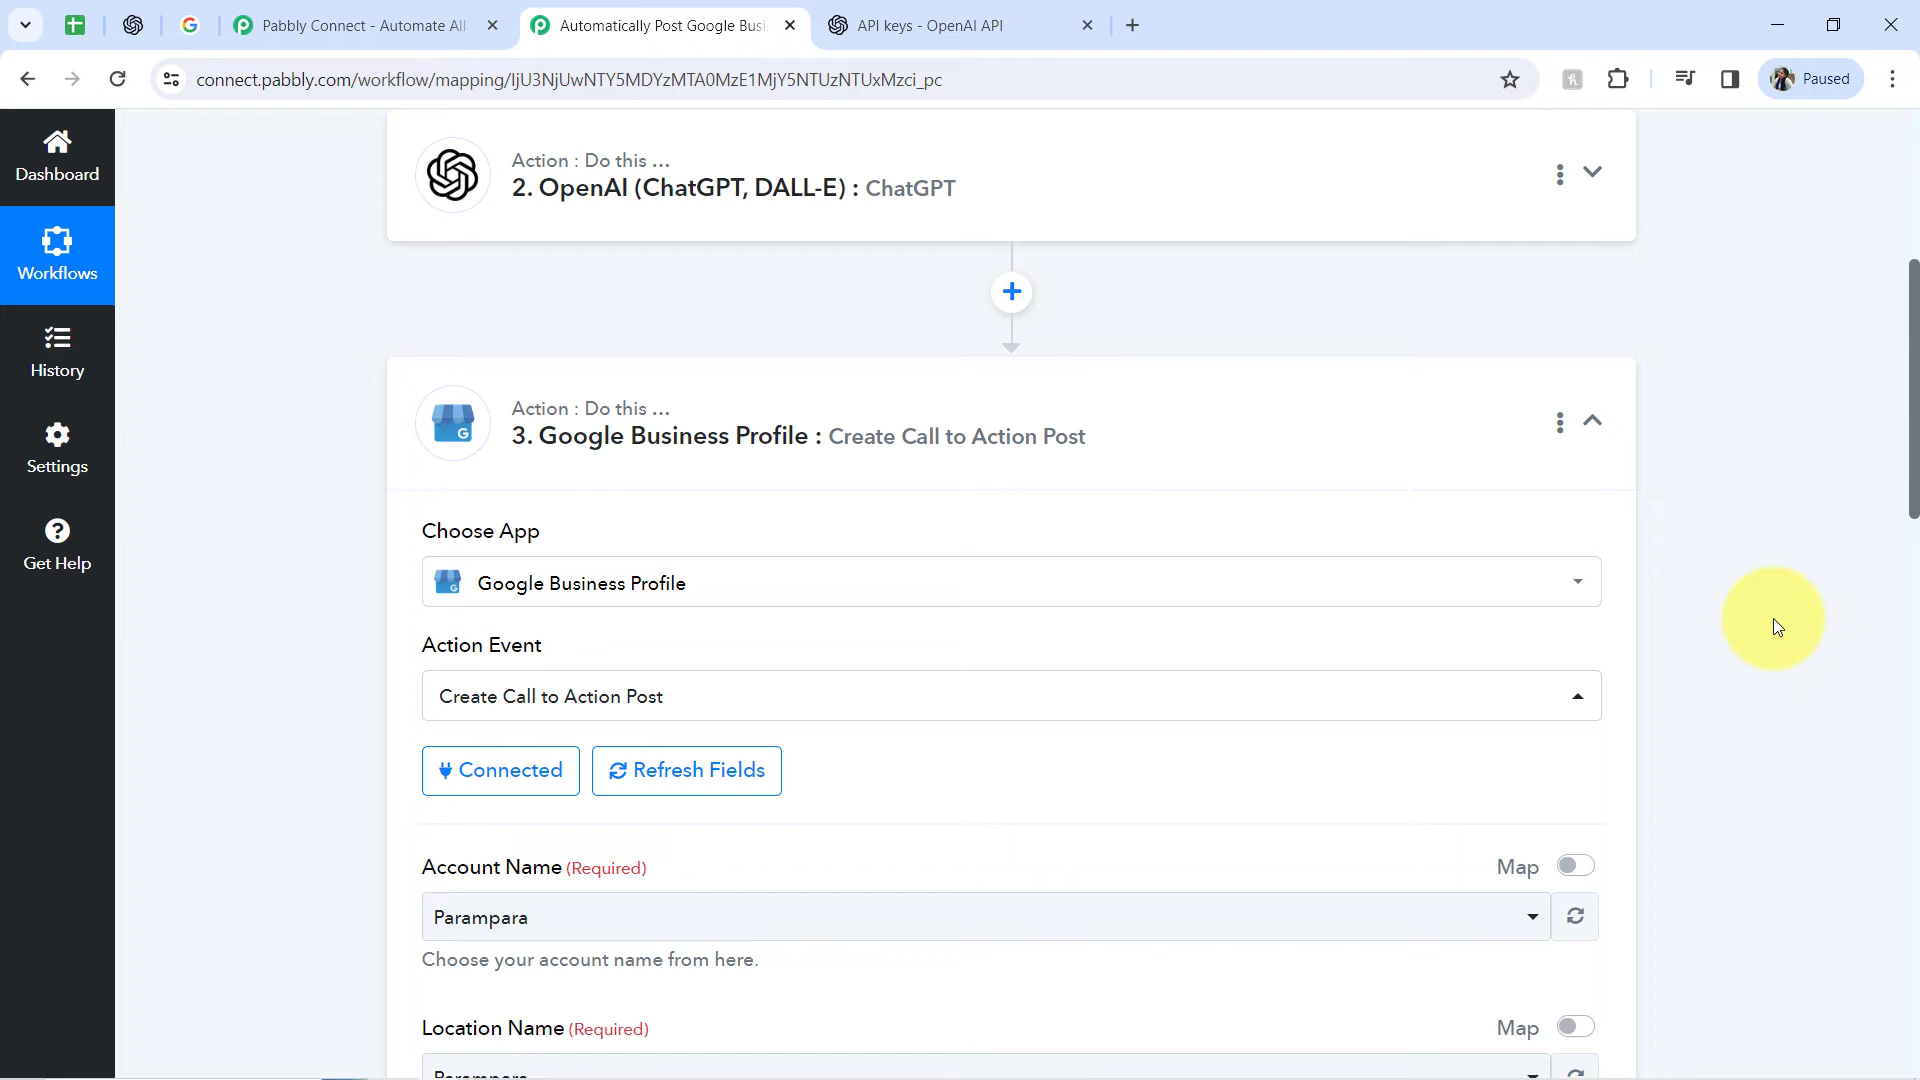 Pabbly Connect - Automate All
Automatically Post Google Busi
API keys - OpenAI API
connect.pabbly.com/workflow/mapping/IjU3NjUwNTY5MDYzMTA0MzE1MjY5NTUzNTUxMzci_pc
Paused
Dashboard
Workflows
History
Settings
Get Help
Action : Do this ...
2. OpenAI (ChatGPT, DALL-E) : ChatGPT
Action : Do this ...
3. Google Business Profile : Create Call to Action Post
Choose App
Google Business Profile
Action Event
Create Call to Action Post
Connected
Refresh Fields
Account Name (Required)
Map
Parampara
Choose your account name from here.
Location Name (Required)
Map
Parampara